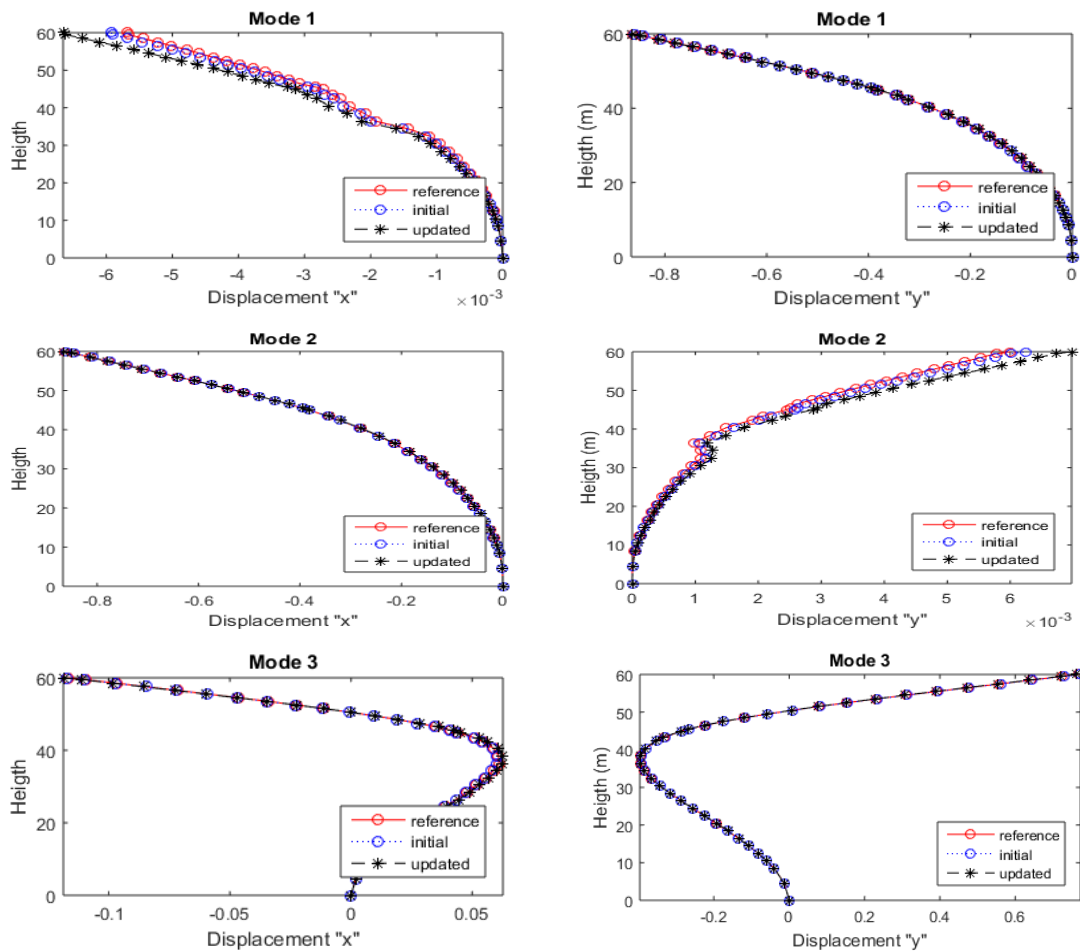 Mode 1
60
50
40
30
20
10
0
Heigth
reference
initial
updated
-6 -5 -4 -3 -2 -1 0
Displacement "x" × 10⁻³
Mode 1
60
50
40
30
20
10
0
Heigth (m)
reference
initial
updated
-0.8 -0.6 -0.4 -0.2 0
Displacement "y"
Mode 2
60
50
40
30
20
10
0
Heigth
reference
initial
updated
-0.8 -0.6 -0.4 -0.2 0
Displacement "x"
Mode 2
60
50
40
30
20
10
0
Heigth (m)
reference
initial
updated
0 1 2 3 4 5 6
Displacement "y" × 10⁻³
Mode 3
60
40
20
0
Heigth
reference
initial
updated
-0.1 -0.05 0 0.05
Displacement "x"
Mode 3
60
50
40
30
20
10
0
Heigth (m)
reference
initial
updated
-0.2 0 0.2 0.4 0.6
Displacement "y"